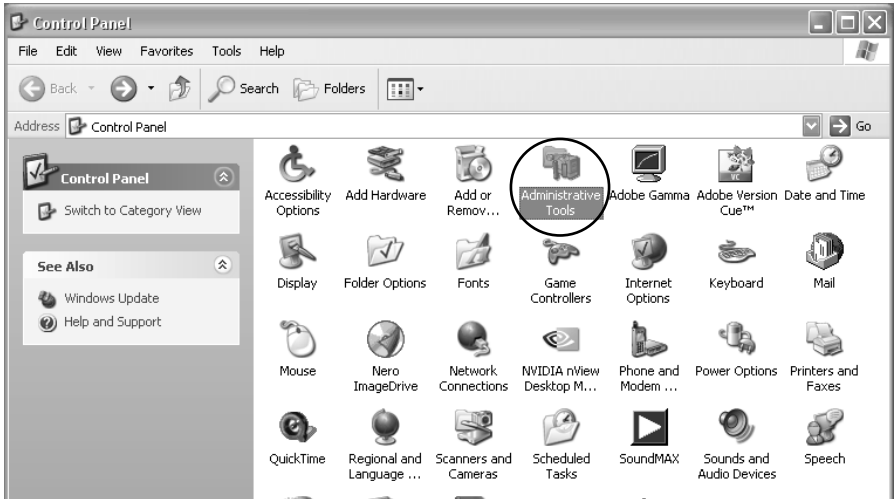 Control Panel
File Edit View Favorites Tools Help
Back Search Folders
Address Control Panel Go
Control Panel
Switch to Category View
See Also
Windows Update
Help and Support
Accessibility Options
Add Hardware
Add or Remov...
Administrative Tools
Adobe Gamma
Adobe Version Cue™
Date and Time
Display
Folder Options
Fonts
Game Controllers
Internet Options
Keyboard
Mail
Mouse
Nero ImageDrive
Network Connections
NVIDIA nView Desktop M...
Phone and Modem ...
Power Options
Printers and Faxes
QuickTime
Regional and Language ...
Scanners and Cameras
Scheduled Tasks
SoundMAX
Sounds and Audio Devices
Speech